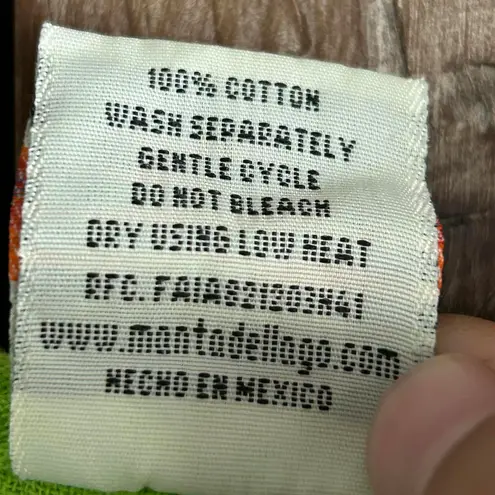 100% COTTON
WASH SEPARATELY
GENTLE CYCLE
DO NOT BLEACH
DRY USING LOW HEAT
RFC. FAIA921203H41
www.mantadellago.com
HECHO EN MEXICO